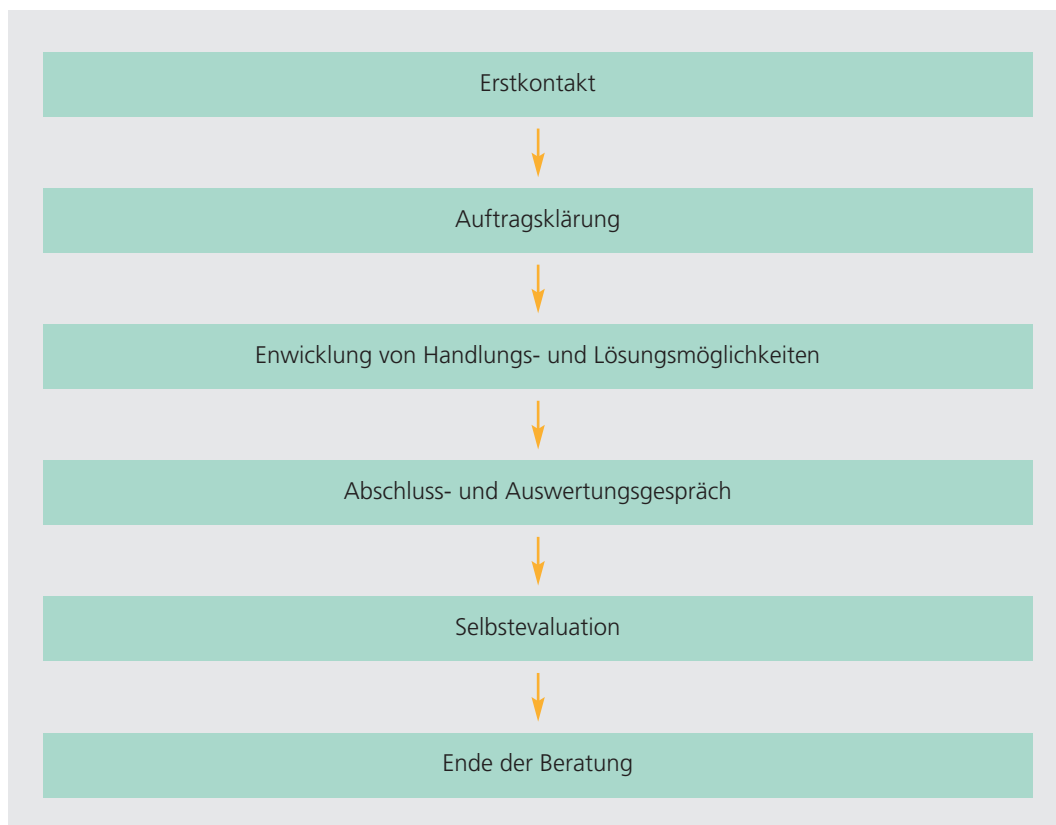 Erstkontakt
Auftragsklärung
Enwicklung von Handlungs- und Lösungsmöglichkeiten
Abschluss- und Auswertungsgespräch
Selbstevaluation
Ende der Beratung